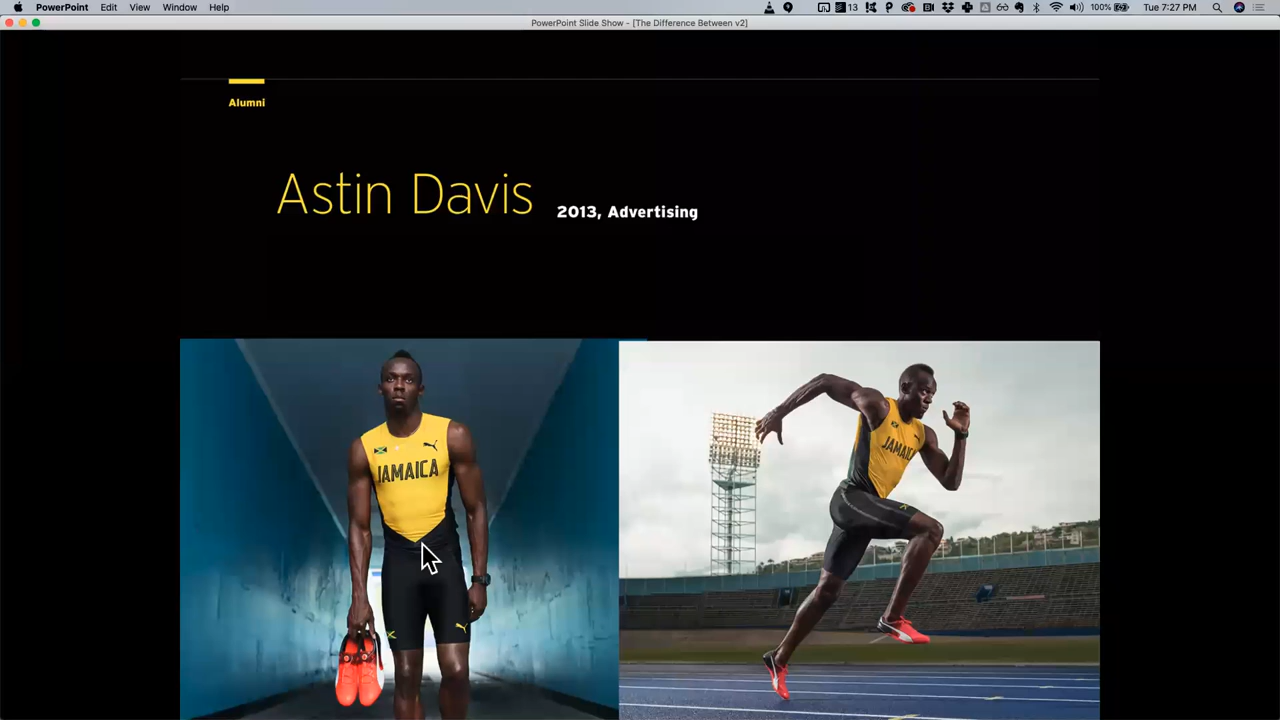 PowerPoint Edit View Window Help
13 100% Tue 7:27 PM
PowerPoint Slide Show - [The Difference Between v2]
Alumni
Astin Davis 2013, Advertising
JAMAICA
JAMAIC